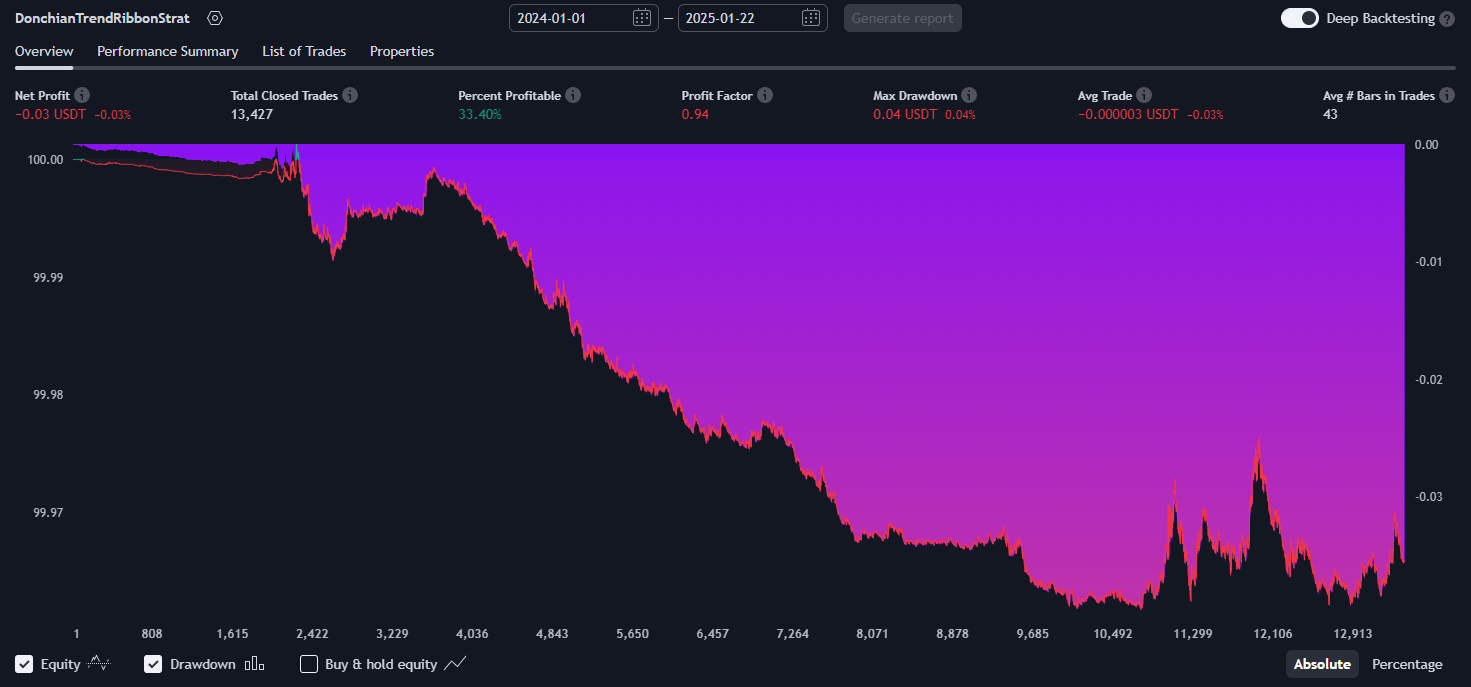 DonchianTrendRibbonStrat 2024-01-01 — 2025-01-22 Generate report Deep Backtesting ?
Overview Performance Summary List of Trades Properties
Net Profit Total Closed Trades Percent Profitable Profit Factor Max Drawdown Avg Trade Avg # Bars in Trades
−0.03 USDT −0.03% 13,427 33.40% 0.94 0.04 USDT 0.04% −0.000003 USDT −0.03% 43
100.00 0.00
99.99 -0.01
99.98 -0.02
99.97 -0.03
1 808 1,615 2,422 3,229 4,036 4,843 5,650 6,457 7,264 8,071 8,878 9,685 10,492 11,299 12,106 12,913
Equity Drawdown Buy & hold equity Absolute Percentage